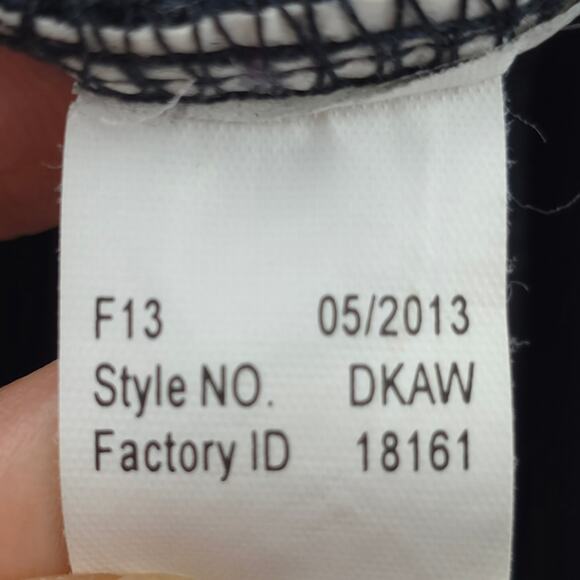 F13 05/2013
Style NO. DKAW
Factory ID 18161